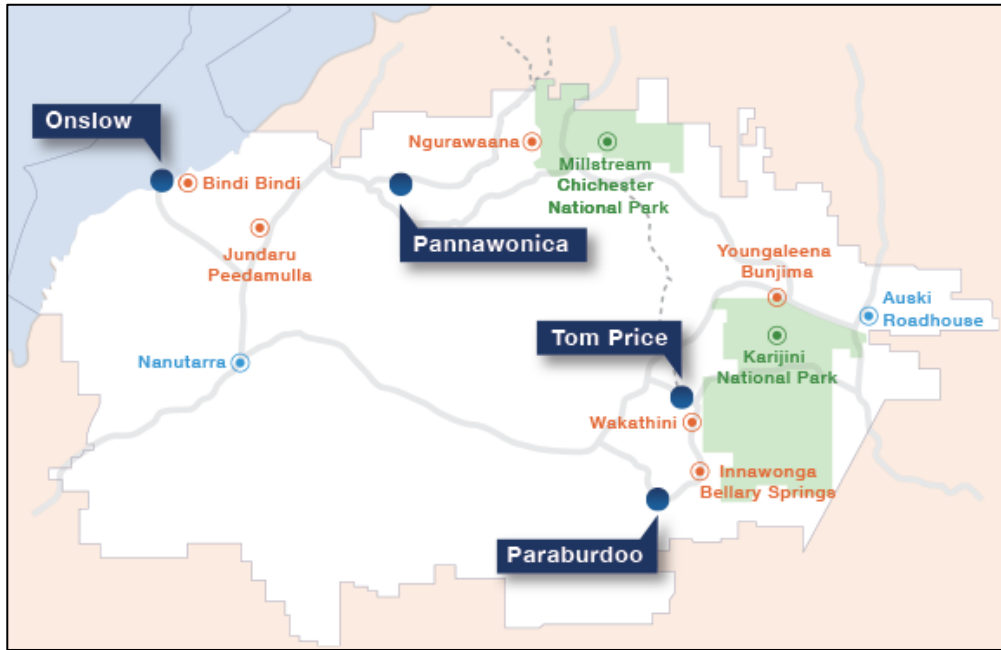 Onslow
Bindi Bindi
Ngurawaana
Millstream
Chichester
National Park
Jundaru
Peedamulla
Pannawonica
Youngaleena
Bunjima
Auski
Roadhouse
Nanutarra
Tom Price
Karijini
National Park
Wakathini
Innawonga
Bellary Springs
Paraburdoo